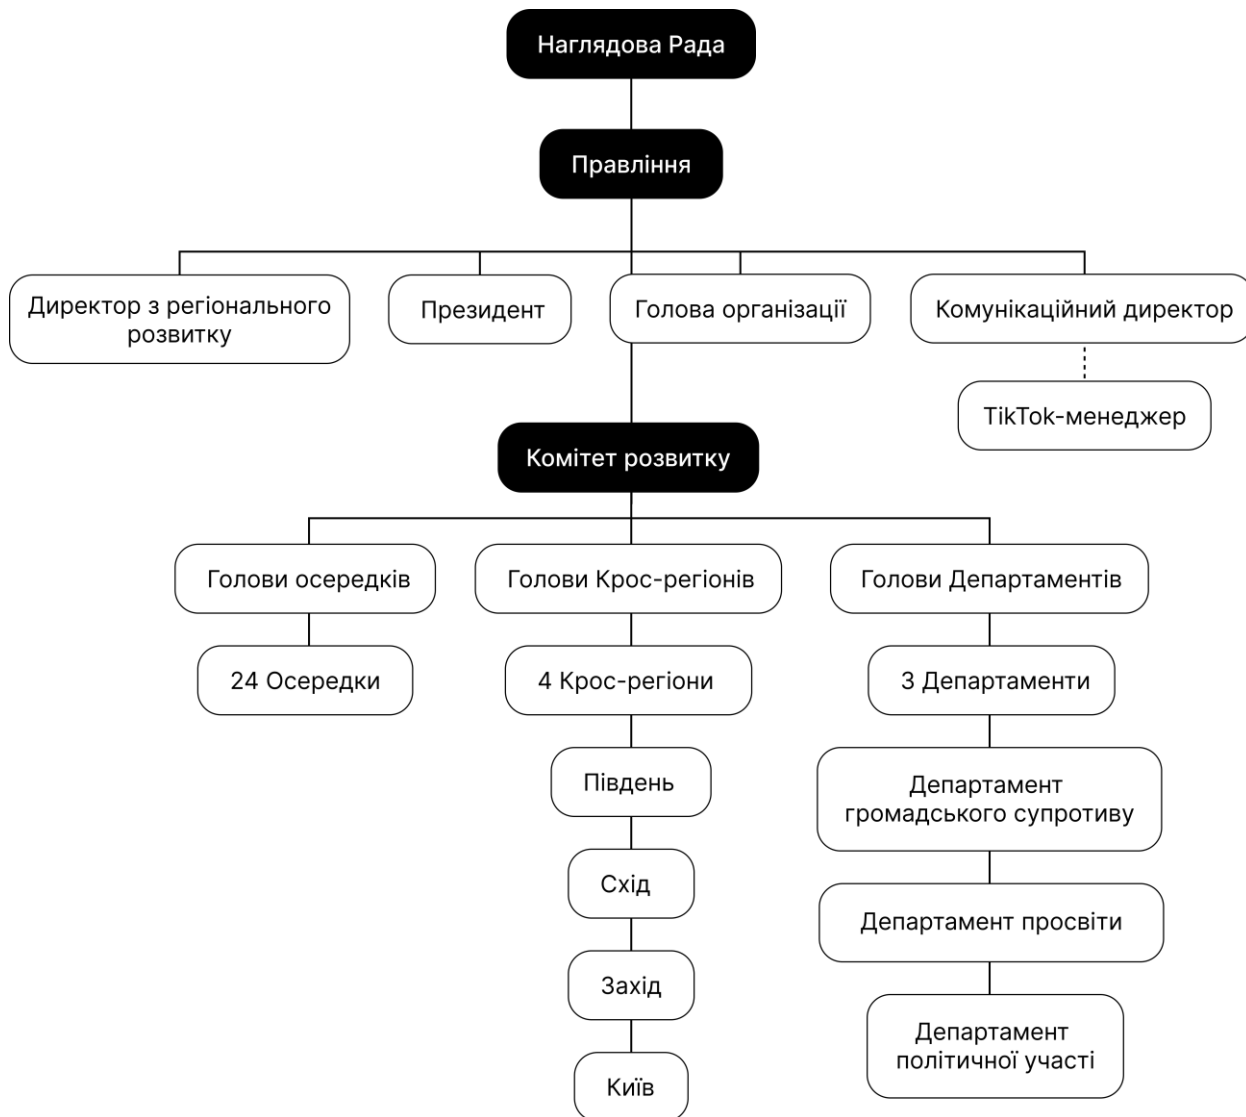 Наглядова Рада
Правління
Директор з регіонального
розвитку
Президент
Голова організації
Комунікаційний директор
TikTok-менеджер
Комітет розвитку
Голови осередків
Голови Крос-регіонів
Голови Департаментів
24 Осередки
4 Крос-регіони
3 Департаменти
Південь
Департамент
громадського супротиву
Схід
Департамент просвіти
Захід
Департамент
політичної участі
Київ